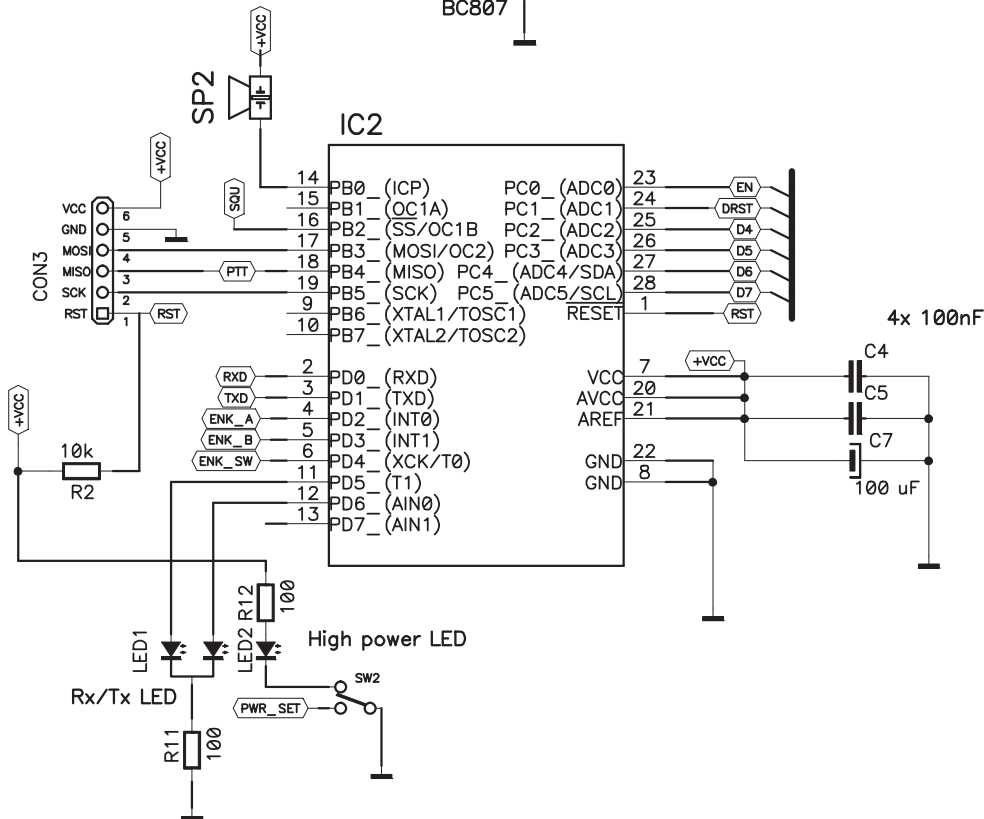 BC807
+VCC
SP2
IC2
+VCC
SQU
CON3
VCC 6
GND 5
MOSI 4
MISO 3
SCK 2
RST 1
PTT
RST
14 PB0_(ICP)
15 PB1_(OC1A)
16 PB2_(SS/OC1B
17 PB3_(MOSI/OC2)
18 PB4_(MISO)
19 PB5_(SCK)
9 PB6_(XTAL1/TOSC1)
10 PB7_(XTAL2/TOSC2)
RXD 2 PD0_(RXD)
TXD 3 PD1_(TXD)
ENK_A 4 PD2_(INT0)
ENK_B 5 PD3_(INT1)
ENK_SW 6 PD4_(XCK/T0)
11 PD5_(T1)
12 PD6_(AIN0)
13 PD7_(AIN1)
PC0_(ADC0) 23 EN
PC1_(ADC1) 24 DRST
PC2_(ADC2) 25 D4
PC3_(ADC3) 26 D5
PC4_(ADC4/SDA) 27 D6
PC5_(ADC5/SCL) 28 D7
RESET 1 RST
4x 100nF
+VCC
VCC 7
AVCC 20
AREF 21
GND 22
GND 8
C4
C5
C7
100 uF
+VCC
10k
R2
R12
100
LED1
LED2
High power LED
Rx/Tx LED
SW2
PWR_SET
R11
100